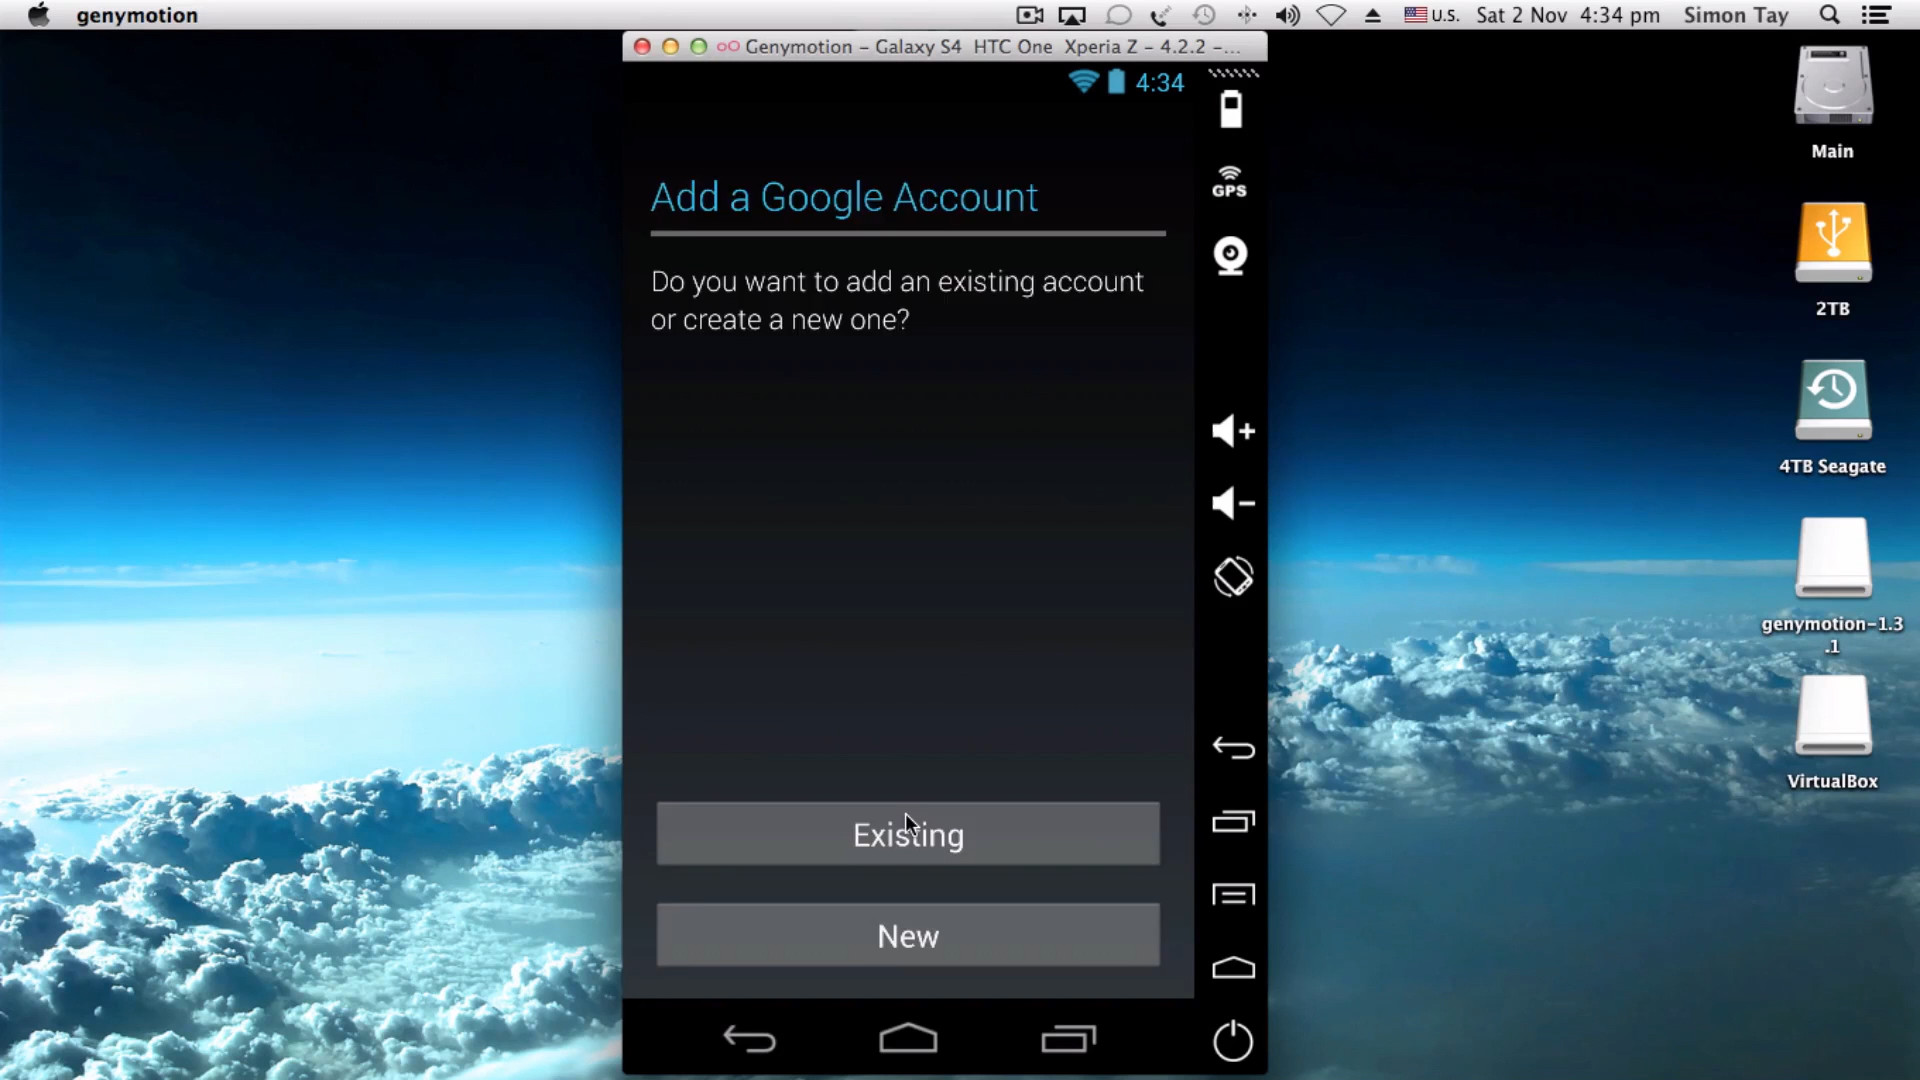 genymotion
U.S. Sat 2 Nov 4:34 pm Simon Tay
Genymotion – Galaxy S4 HTC One Xperia Z – 4.2.2 –...
4:34
GPS
Add a Google Account
Do you want to add an existing account
or create a new one?
Existing
New
Main
2TB
4TB Seagate
genymotion-1.3
.1
VirtualBox